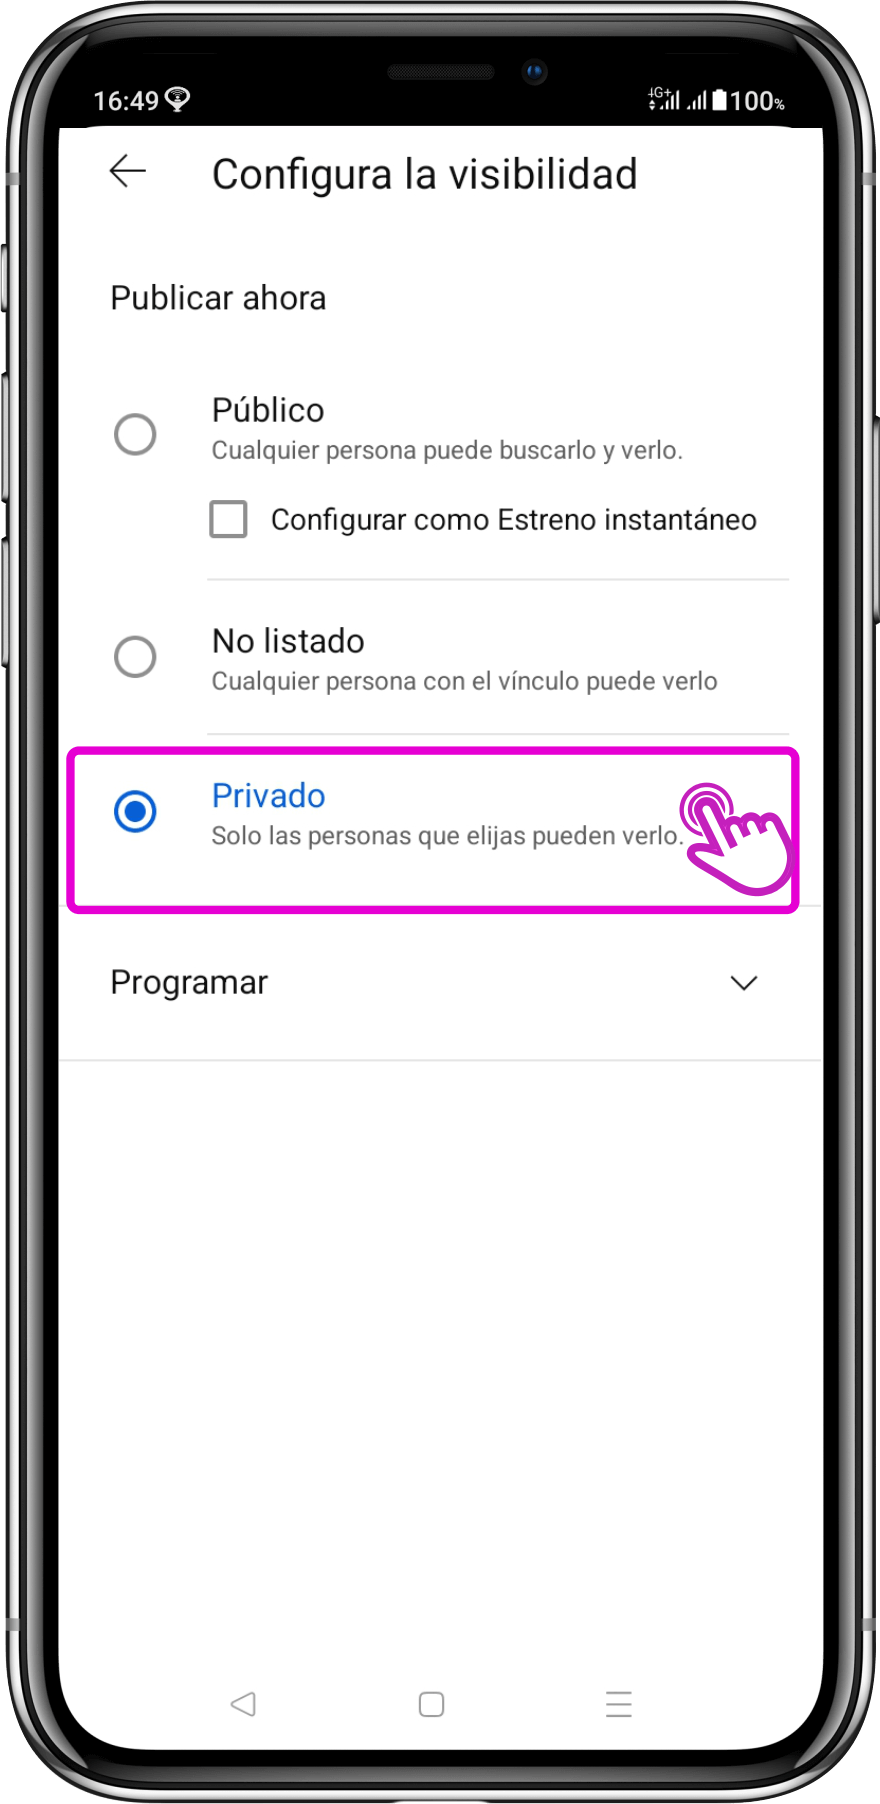 16:49 4G+ 100%
Configura la visibilidad
Publicar ahora
Público
Cualquier persona puede buscarlo y verlo.
Configurar como Estreno instantáneo
No listado
Cualquier persona con el vínculo puede verlo
Privado
Solo las personas que elijas pueden verlo.
Programar